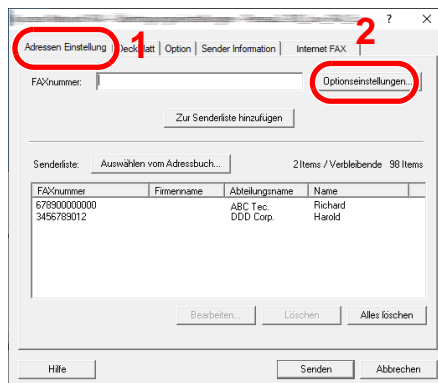 ? X
2
Adressen Einstellung 1 Deckblatt Option Sender Information Internet FAX
FAXnummer: Optionseinstellungen...
Zur Senderliste hinzufügen
Senderliste: Auswählen vom Adressbuch... 2 Items / Verbleibende 98 Items
FAXnummer Firmenname Abteilungsname Name
678900000000 ABC Tec. Richard
3456789012 DDD Corp. Harold
Bearbeiten... Löschen Alles löschen
Hilfe Senden Abbrechen